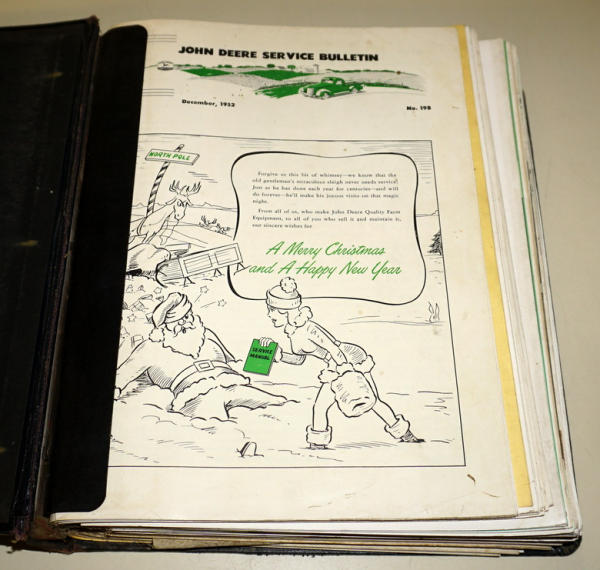 JOHN DEERE SERVICE BULLETIN
December, 1952
No. 198
NORTH POLE
Forgive us this bit of whimsey—we know that the
old gentleman's miraculous sleigh never needs service!
Just as he has done each year for centuries—and will
do forever—he'll make his joyous visits on that magic
night.
From all of us, who make John Deere Quality Farm
Equipment, to all of you who sell it and maintain it,
our sincere wishes for
A Merry Christmas
and A Happy New Year
SERVICE
MANUAL